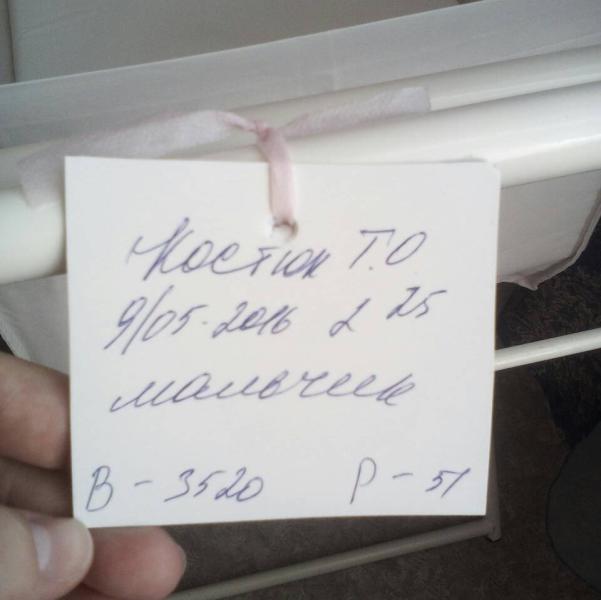 Костюк Т.О
9/05.2016 2 25
мальчик
В - 3520 Р - 51